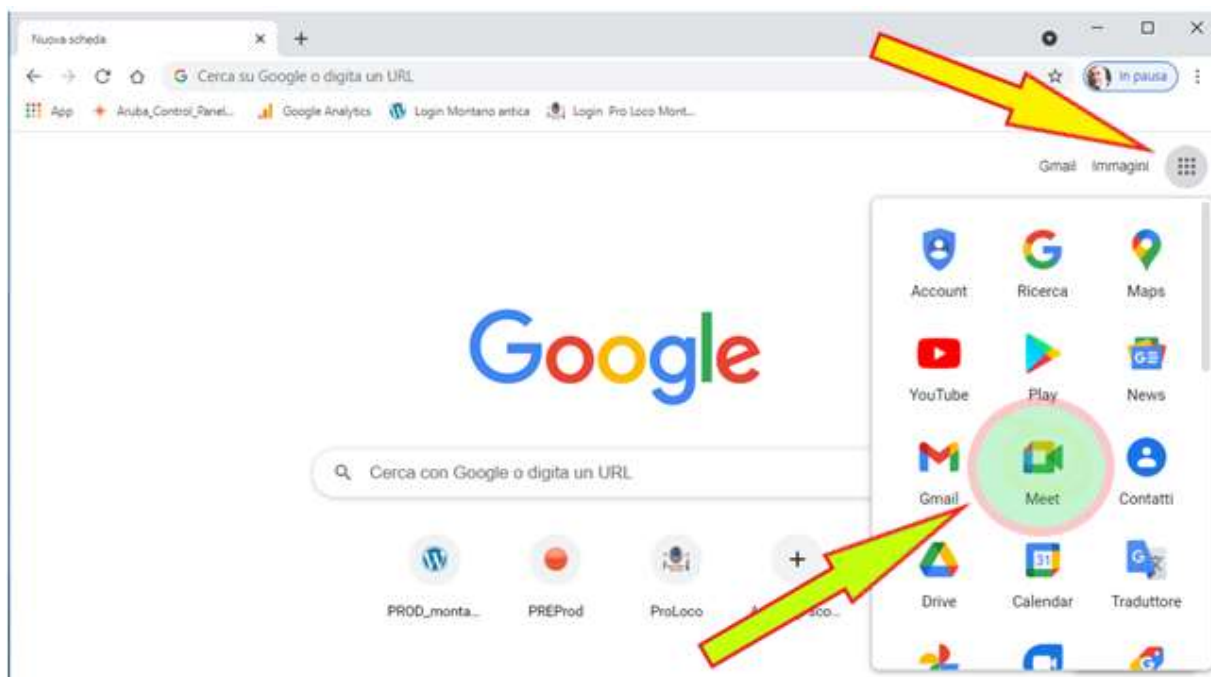 Nuova scheda
Cerca su Google o digita un URL
In pausa
App Aruba_Control_Panel... Google Analytics Login Montano antica Login Pro Loco Mont...
Gmail Immagini
Account Ricerca Maps
YouTube Play News
Google
Cerca con Google o digita un URL
Gmail Meet Contatti
31
Drive Calendar Traduttore
PROD_monta... PREProd ProLoco